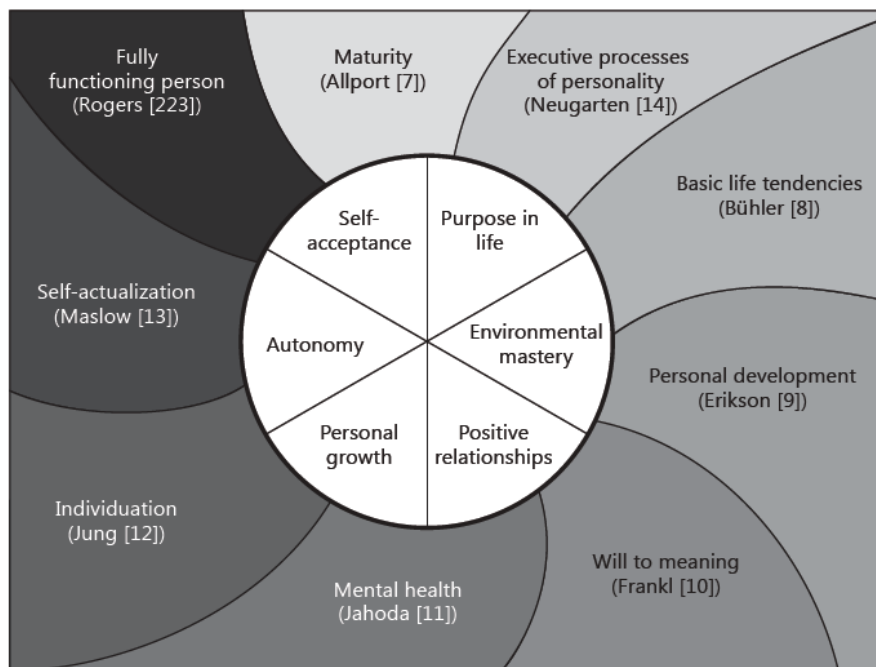 Fully
functioning person
(Rogers [223])
Maturity
(Allport [7])
Executive processes
of personality
(Neugarten [14])
Basic life tendencies
(Bühler [8])
Self-
acceptance
Purpose in
life
Self-actualization
(Maslow [13])
Autonomy
Environmental
mastery
Personal development
(Erikson [9])
Personal
growth
Positive
relationships
Individuation
(Jung [12])
Mental health
(Jahoda [11])
Will to meaning
(Frankl [10])